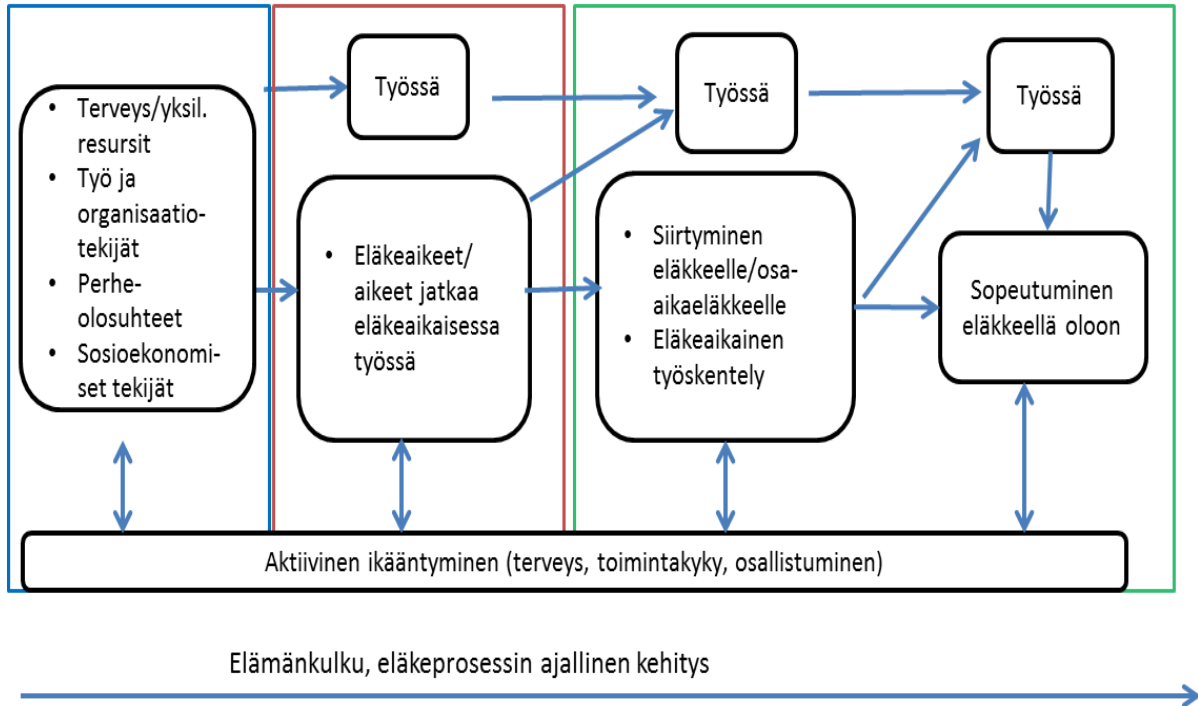 Työssä
Työssä
Työssä
• Terveys/yksil.
resursit
• Työ ja
organisaatio-
tekijät
• Perhe-
olosuhteet
• Sosioekonomi-
set tekijät
• Eläkeaikeet/
aikeet jatkaa
eläkeaikaisessa
työssä
• Siirtyminen
eläkkeelle/osa-
aikaeläkkeelle
• Eläkeaikainen
työskentely
Sopeutuminen
eläkkeellä oloon
Aktiivinen ikääntyminen (terveys, toimintakyky, osallistuminen)
Elämänkulku, eläkeprosessin ajallinen kehitys